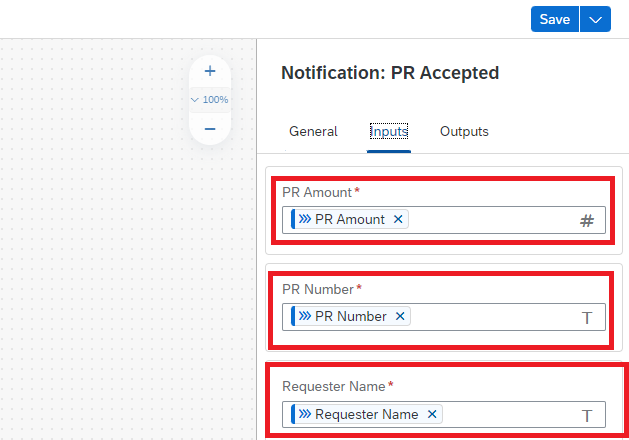 Save
Notification: PR Accepted
100%
General Inputs Outputs
PR Amount*
PR Amount
#
PR Number*
PR Number
T
Requester Name*
Requester Name
T